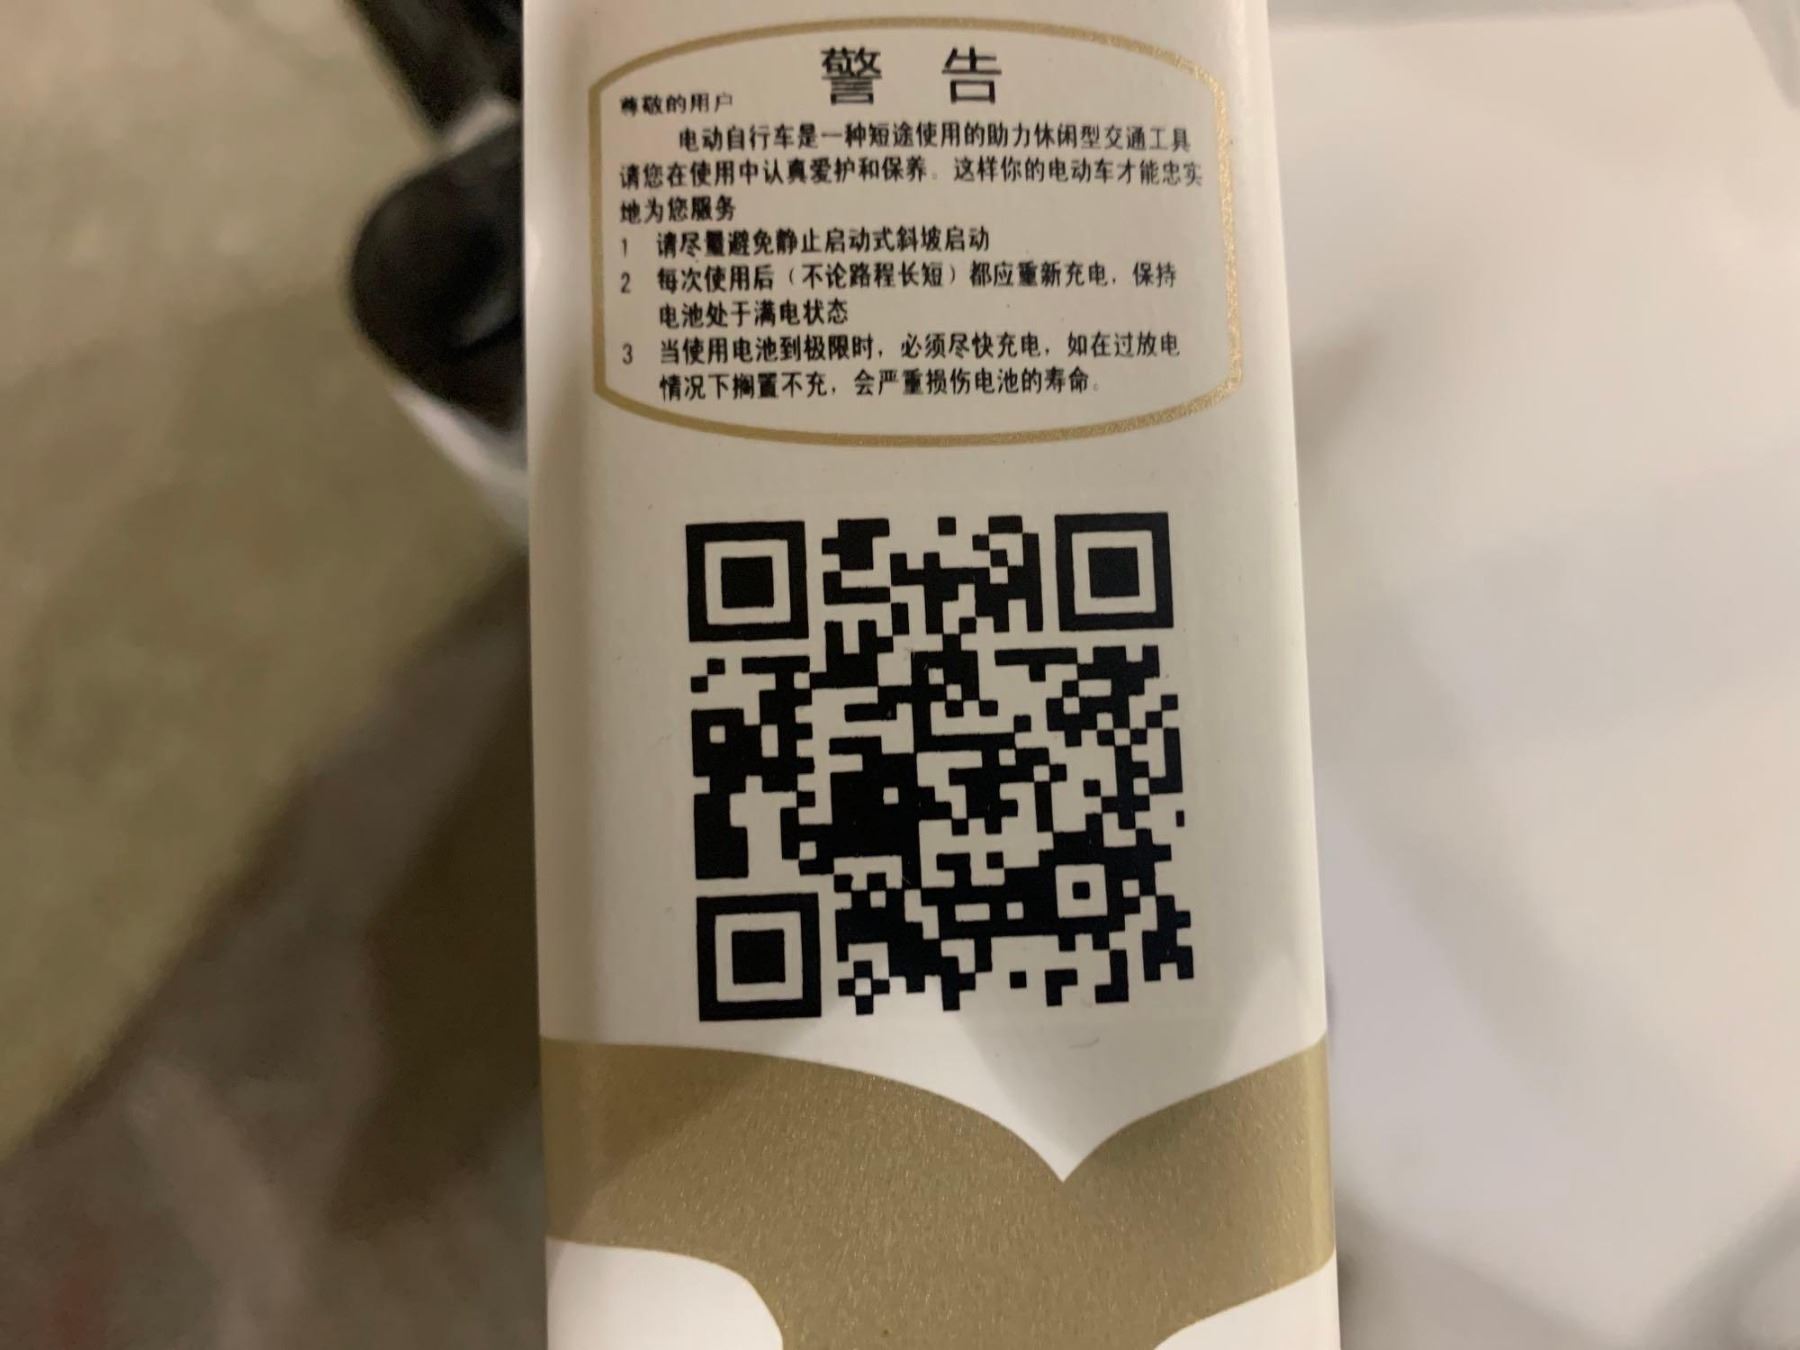 警告
尊敬的用户
电动自行车是一种短途使用的助力休闲型交通工具
请您在使用中认真爱护和保养。这样你的电动车才能忠实
地为您服务
1 请尽量避免静止启动式斜坡启动
2 每次使用后（不论路程长短）都应重新充电，保持
电池处于满电状态
3 当使用电池到极限时，必须尽快充电，如在过放电
情况下搁置不充，会严重损伤电池的寿命。